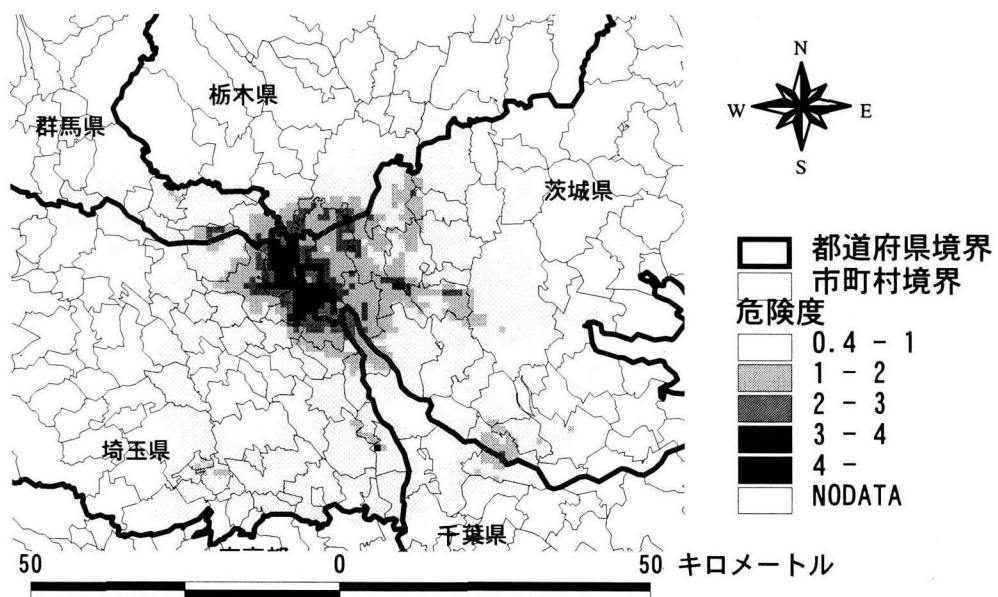 栃木県
群馬県
茨城県
埼玉県
千葉県
N
W
E
S
都道府県境界
市町村境界
危険度
0.4 - 1
1 - 2
2 - 3
3 - 4
4 -
NODATA
50
0
50 キロメートル